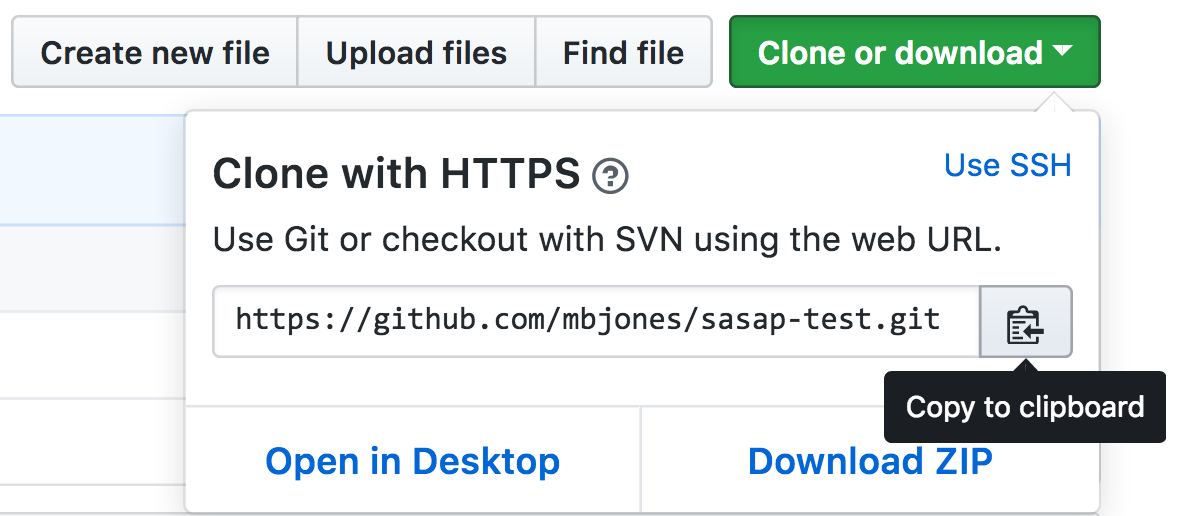 Create new file
Upload files
Find file
Clone or download
Clone with HTTPS ?
Use SSH
Use Git or checkout with SVN using the web URL.
https://github.com/mbjones/sasap-test.git
Copy to clipboard
Open in Desktop
Download ZIP